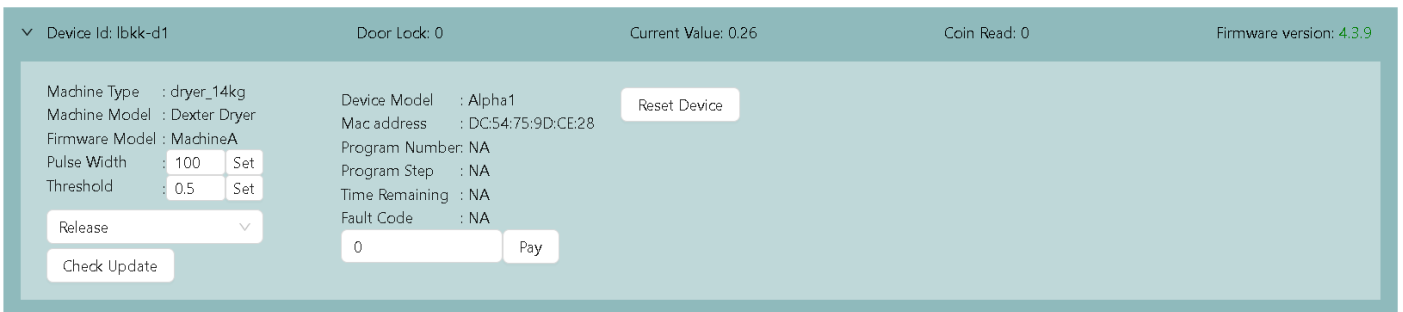 Device Id: lbkk-d1 Door Lock: 0 Current Value: 0.26 Coin Read: 0 Firmware version: 4.3.9
Machine Type : dryer_14kg
Machine Model : Dexter Dryer
Firmware Model : MachineA
Pulse Width : 100 Set
Threshold : 0.5 Set
Release
Check Update
Device Model : Alpha1
Mac address : DC:54:75:9D:CE:28
Program Number: NA
Program Step : NA
Time Remaining : NA
Fault Code : NA
0 Pay
Reset Device